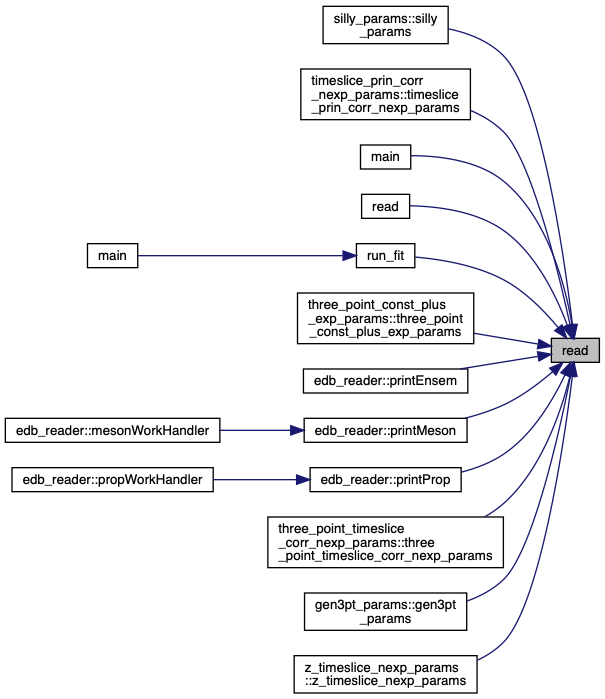 silly_params::silly
_params
timeslice_prin_corr
_nexp_params::timeslice
_prin_corr_nexp_params
main
read
main
run_fit
three_point_const_plus
_exp_params::three_point
_const_plus_exp_params
read
edb_reader::printEnsem
edb_reader::mesonWorkHandler
edb_reader::printMeson
edb_reader::propWorkHandler
edb_reader::printProp
three_point_timeslice
_corr_nexp_params::three
_point_timeslice_corr_nexp_params
gen3pt_params::gen3pt
_params
z_timeslice_nexp_params
::z_timeslice_nexp_params